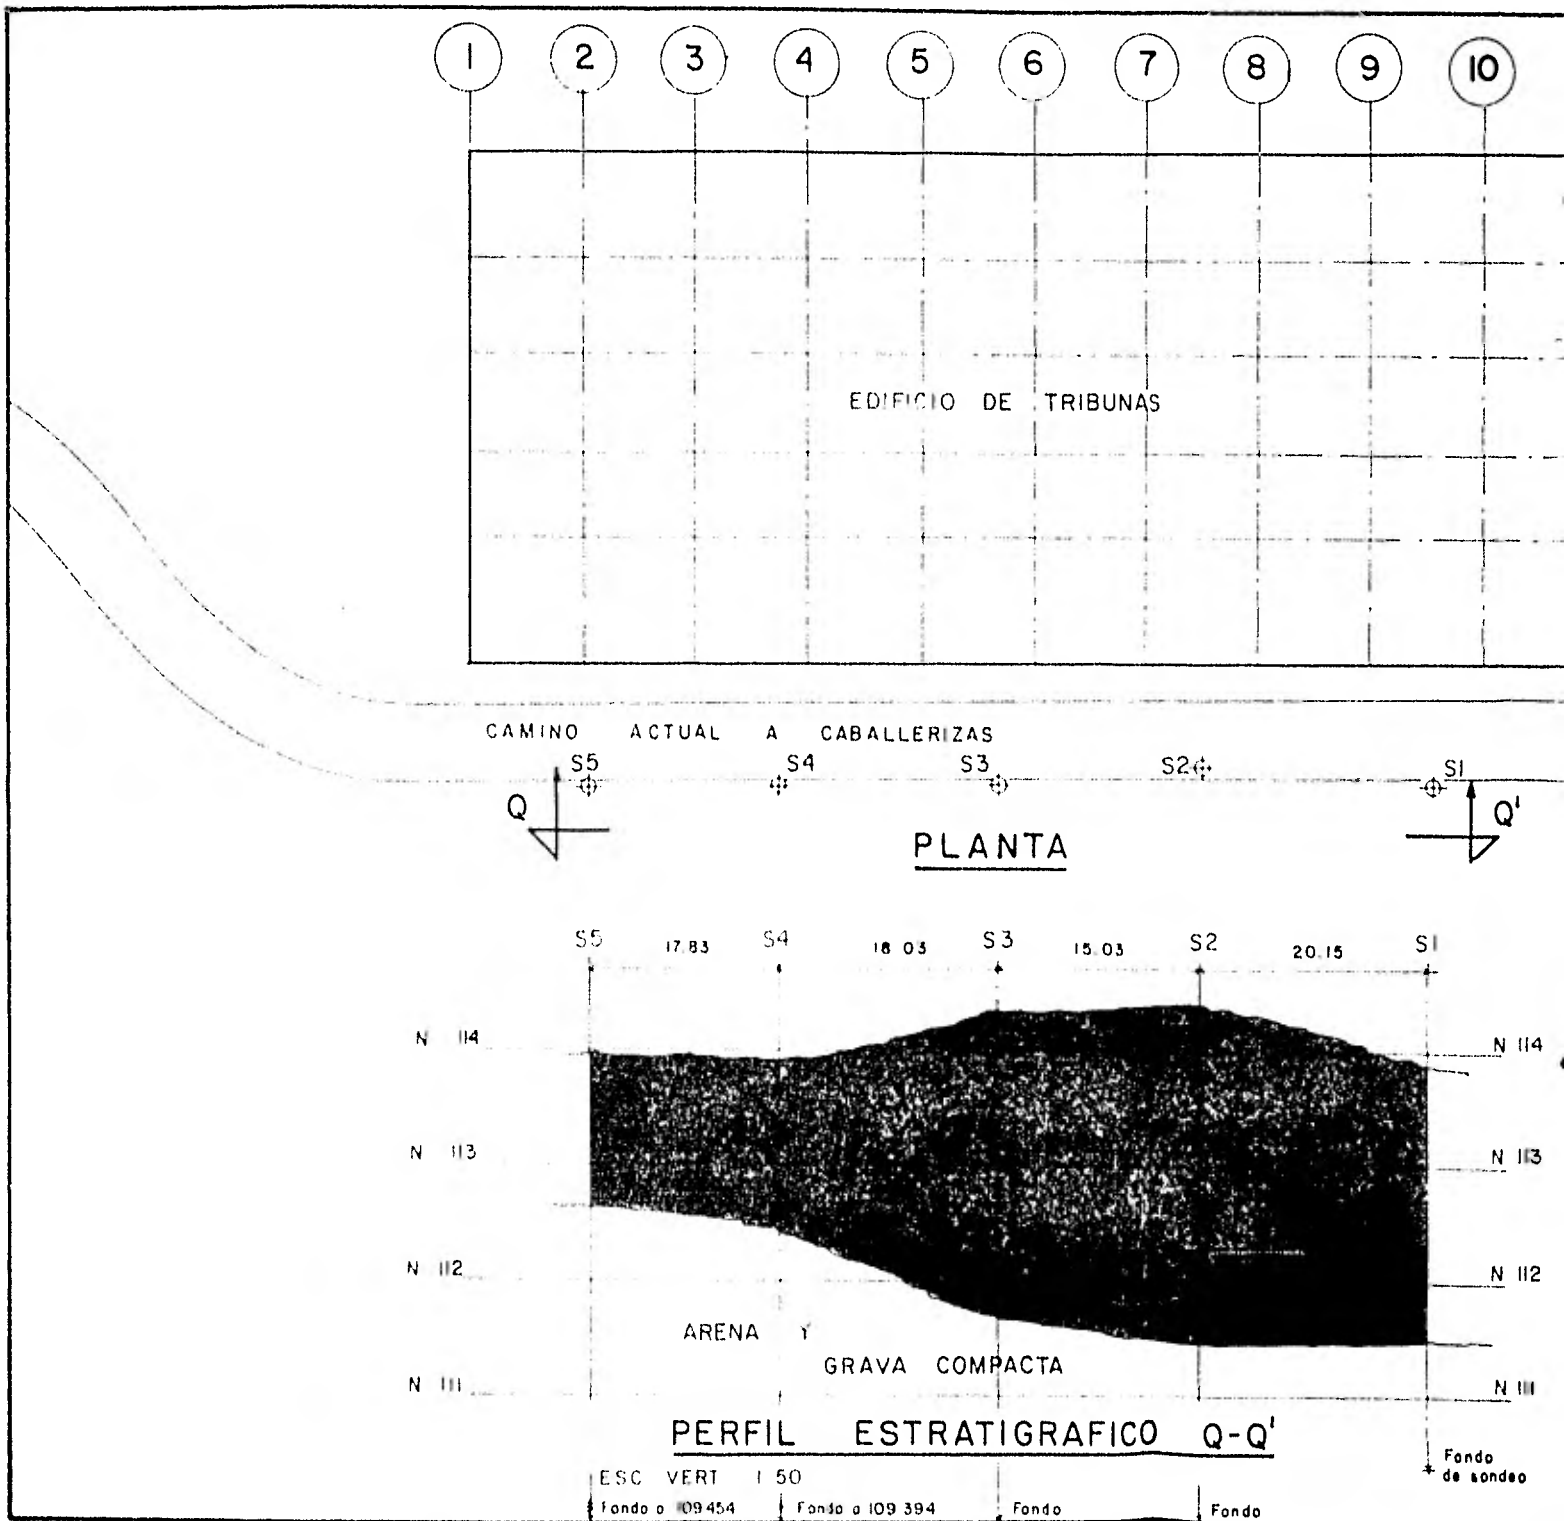 1 2 3 4 5 6 7 8 9 10
EDIFICIO DE TRIBUNAS
CAMINO ACTUAL A CABALLERIZAS
S5 S4 S3 S2 S1
Q Q'
PLANTA
S5 17.83 S4 18 03 S3 15.03 S2 20.15 S1
N 114 N 114
N 113 N 113
N 112 N 112
ARENA Y
GRAVA COMPACTA
N 111 N 111
PERFIL ESTRATIGRAFICO Q-Q'
ESC VERT 1 50
Fondo
de sondeo
Fondo a 109 454 Fondo a 109 394 Fondo Fondo